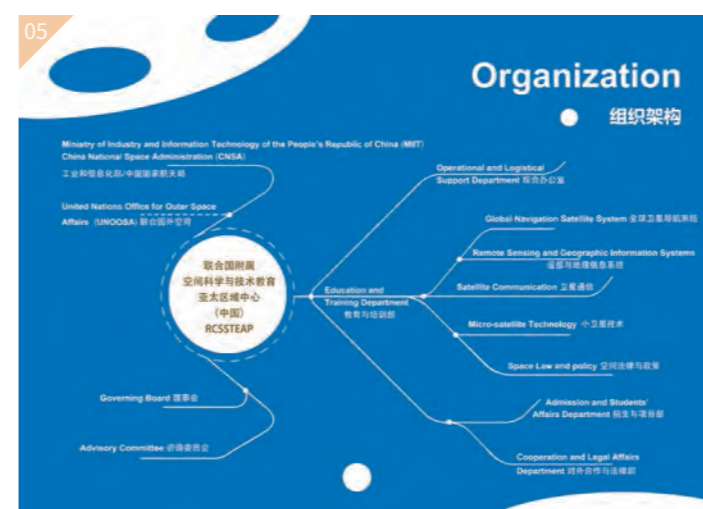 05
Organization
组织架构
Ministry of Industry and Information Technology of the People's Republic of China (MIIT)
China National Space Administration (CNSA)
工业和信息化部/中国国家航天局
United Nations Office for Outer Space
Affairs (UNOOSA) 联合国外空司
联合国附属
空间科学与技术教育
亚太区域中心
(中国)
RCSSTEAP
Governing Board 理事会
Advisory Committee 咨询委员会
Operational and Logistical
Support Department 综合办公室
Education and
Training Department
教育与培训部
Global Navigation Satellite System 全球卫星导航系统
Remote Sensing and Geographic Information Systems
遥感与地理信息系统
Satellite Communication 卫星通信
Micro-satellite Technology 小卫星技术
Space Law and policy 空间法律与政策
Admission and Students'
Affairs Department 招生与项目部
Cooperation and Legal Affairs
Department 对外合作与法律部